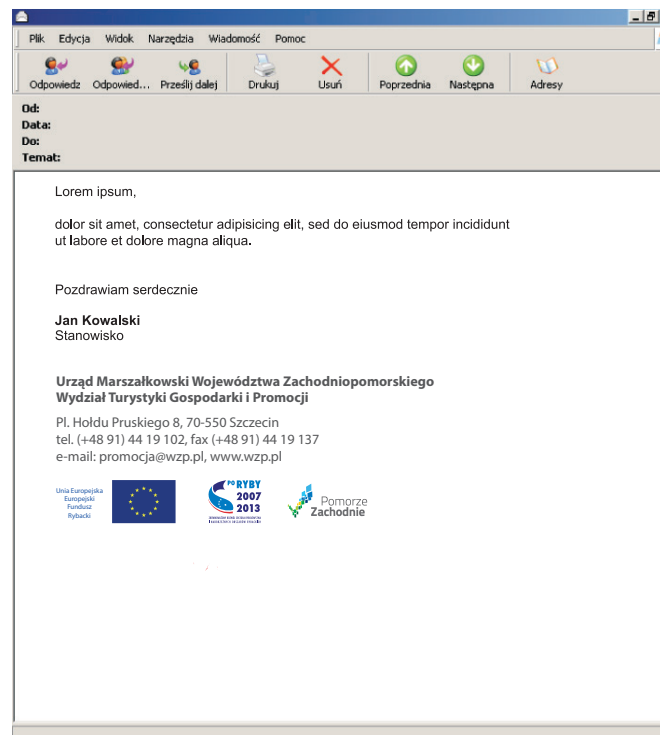 Plik Edycja Widok Narzędzia Wiadomość Pomoc
Odpowiedz Odpowied... Prześlij dalej Drukuj Usuń Poprzednia Następna Adresy
Od:
Data:
Do:
Temat:
Lorem ipsum,
dolor sit amet, consectetur adipisicing elit, sed do eiusmod tempor incididunt
ut labore et dolore magna aliqua.
Pozdrawiam serdecznie
Jan Kowalski
Stanowisko
Urząd Marszałkowski Województwa Zachodniopomorskiego
Wydział Turystyki Gospodarki i Promocji
Pl. Hołdu Pruskiego 8, 70-550 Szczecin
tel. (+48 91) 44 19 102, fax (+48 91) 44 19 137
e-mail: promocja@wzp.pl, www.wzp.pl
Unia Europejska
Europejski
Fundusz
Rybacki
PO RYBY
2007
2013
Pomorze
Zachodnie